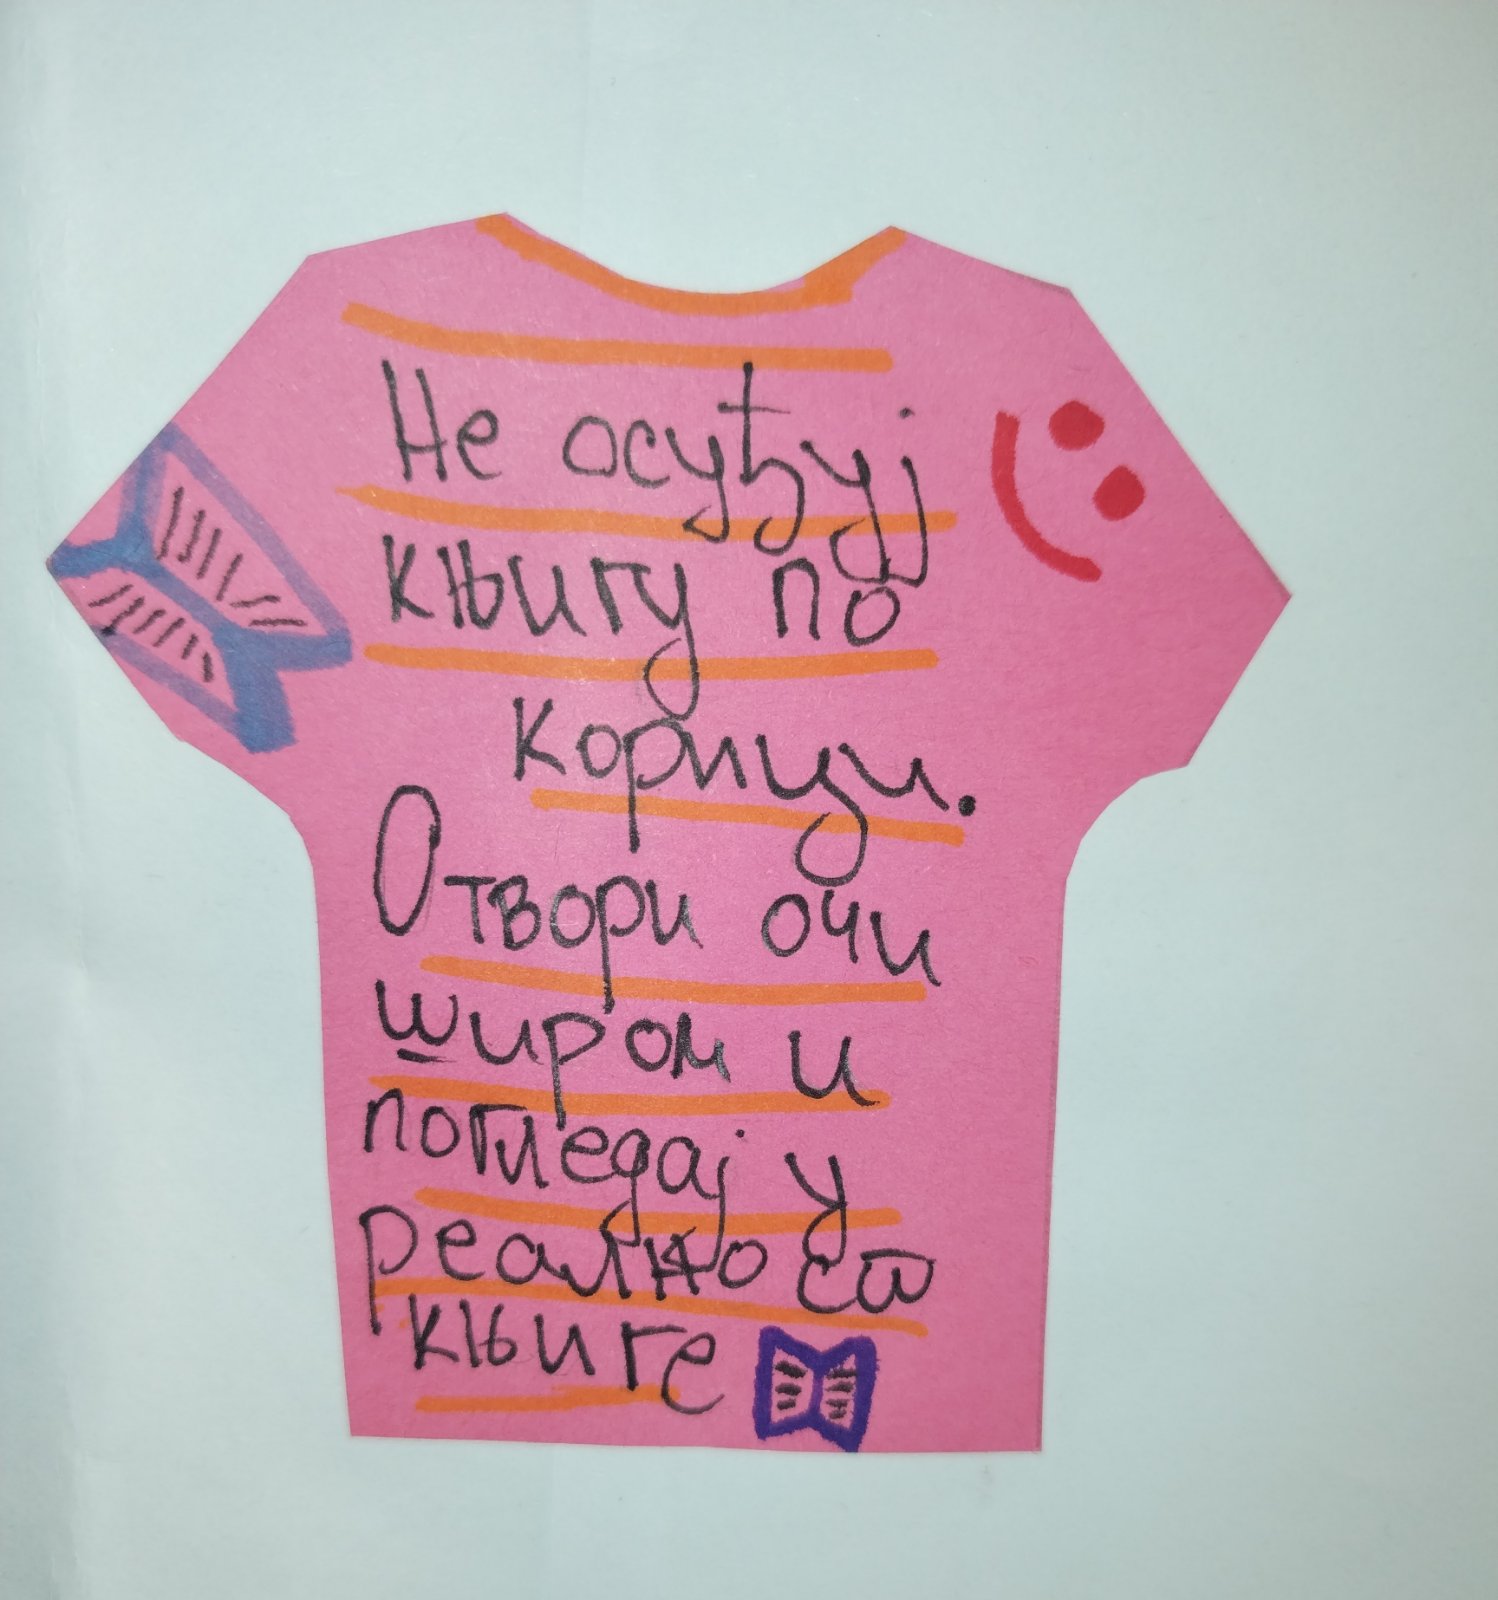 Не осуђуј
књигу по
корици.
Отвори очи
широм и
погледај у
реалност
књиге